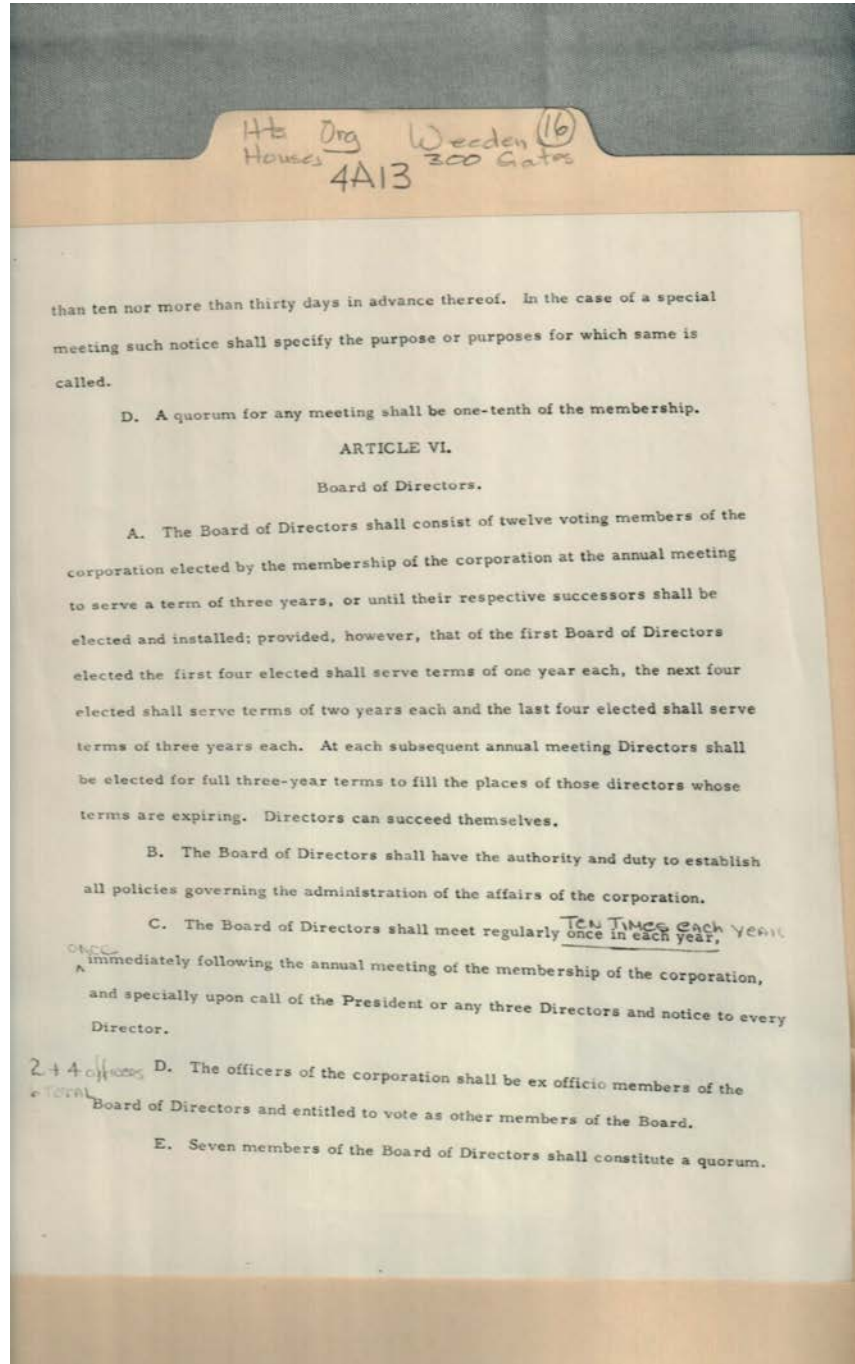 Hts Org Weeden 16
Houses 300 Gates
4A13
than ten nor more than thirty days in advance thereof. In the case of a special
meeting such notice shall specify the purpose or purposes for which same is
called.
D. A quorum for any meeting shall be one-tenth of the membership.
ARTICLE VI.
Board of Directors.
A. The Board of Directors shall consist of twelve voting members of the
corporation elected by the membership of the corporation at the annual meeting
to serve a term of three years, or until their respective successors shall be
elected and installed; provided, however, that of the first Board of Directors
elected the first four elected shall serve terms of one year each, the next four
elected shall serve terms of two years each and the last four elected shall serve
terms of three years each. At each subsequent annual meeting Directors shall
be elected for full three-year terms to fill the places of those directors whose
terms are expiring. Directors can succeed themselves.
B. The Board of Directors shall have the authority and duty to establish
all policies governing the administration of the affairs of the corporation.
TEN TIMES each year
C. The Board of Directors shall meet regularly once in each year,
once
immediately following the annual meeting of the membership of the corporation,
and specially upon call of the President or any three Directors and notice to every
Director.
2 + 4 officers D. The officers of the corporation shall be ex officio members of the
TOTAL Board of Directors and entitled to vote as other members of the Board.
E. Seven members of the Board of Directors shall constitute a quorum.